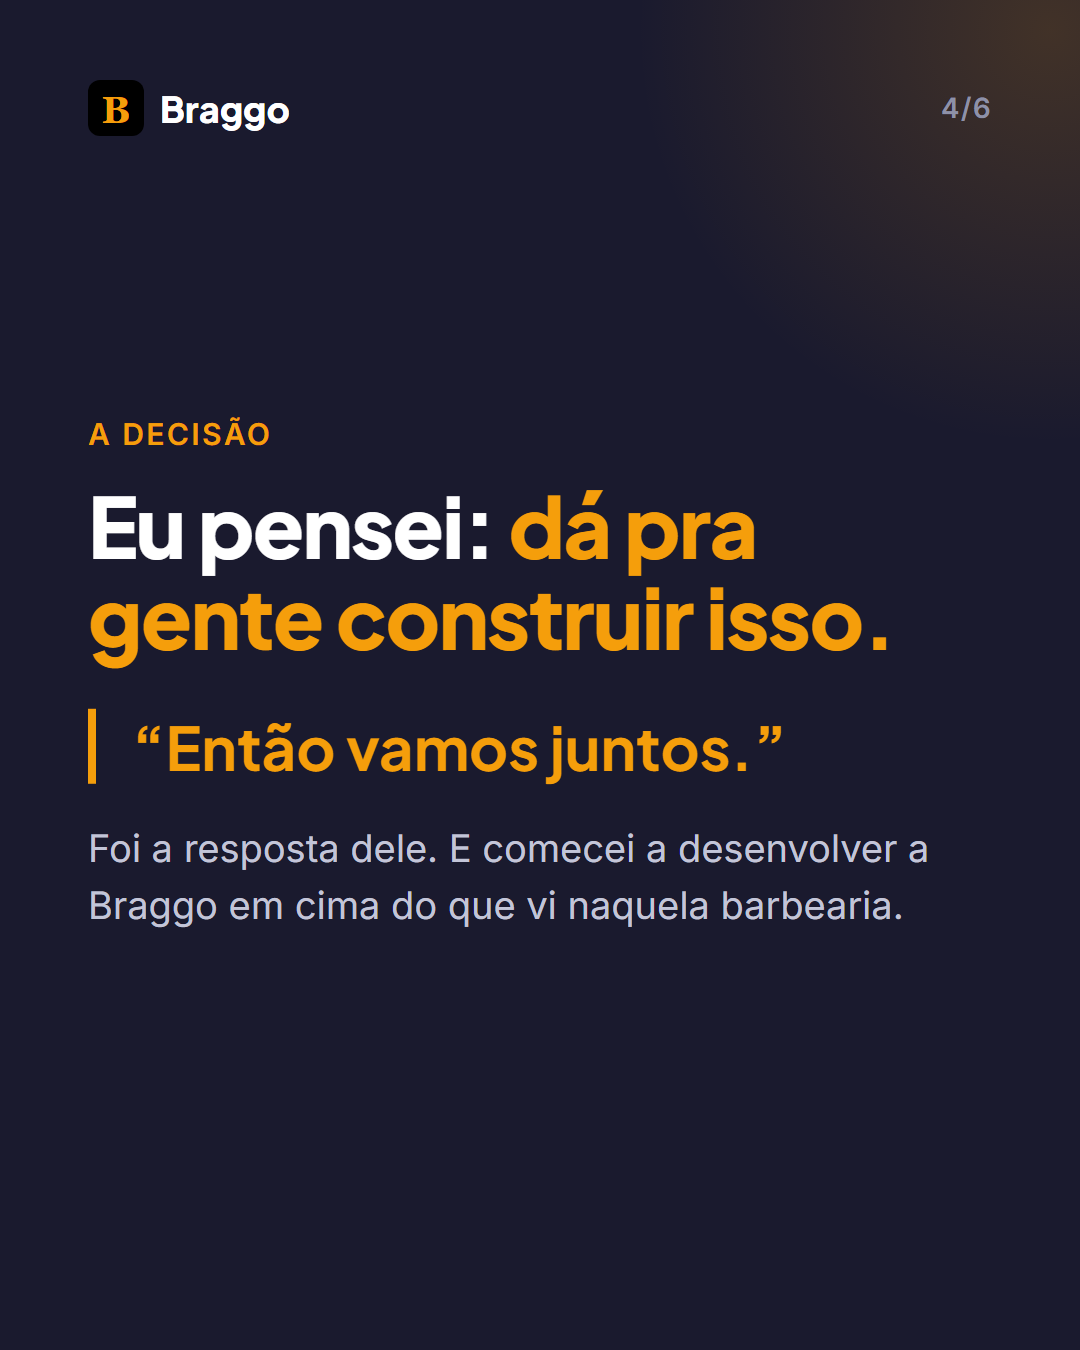 B Braggo
4/6
A DECISÃO
Eu pensei: dá pra
gente construir isso.
“Então vamos juntos.”
Foi a resposta dele. E comecei a desenvolver a
Braggo em cima do que vi naquela barbearia.